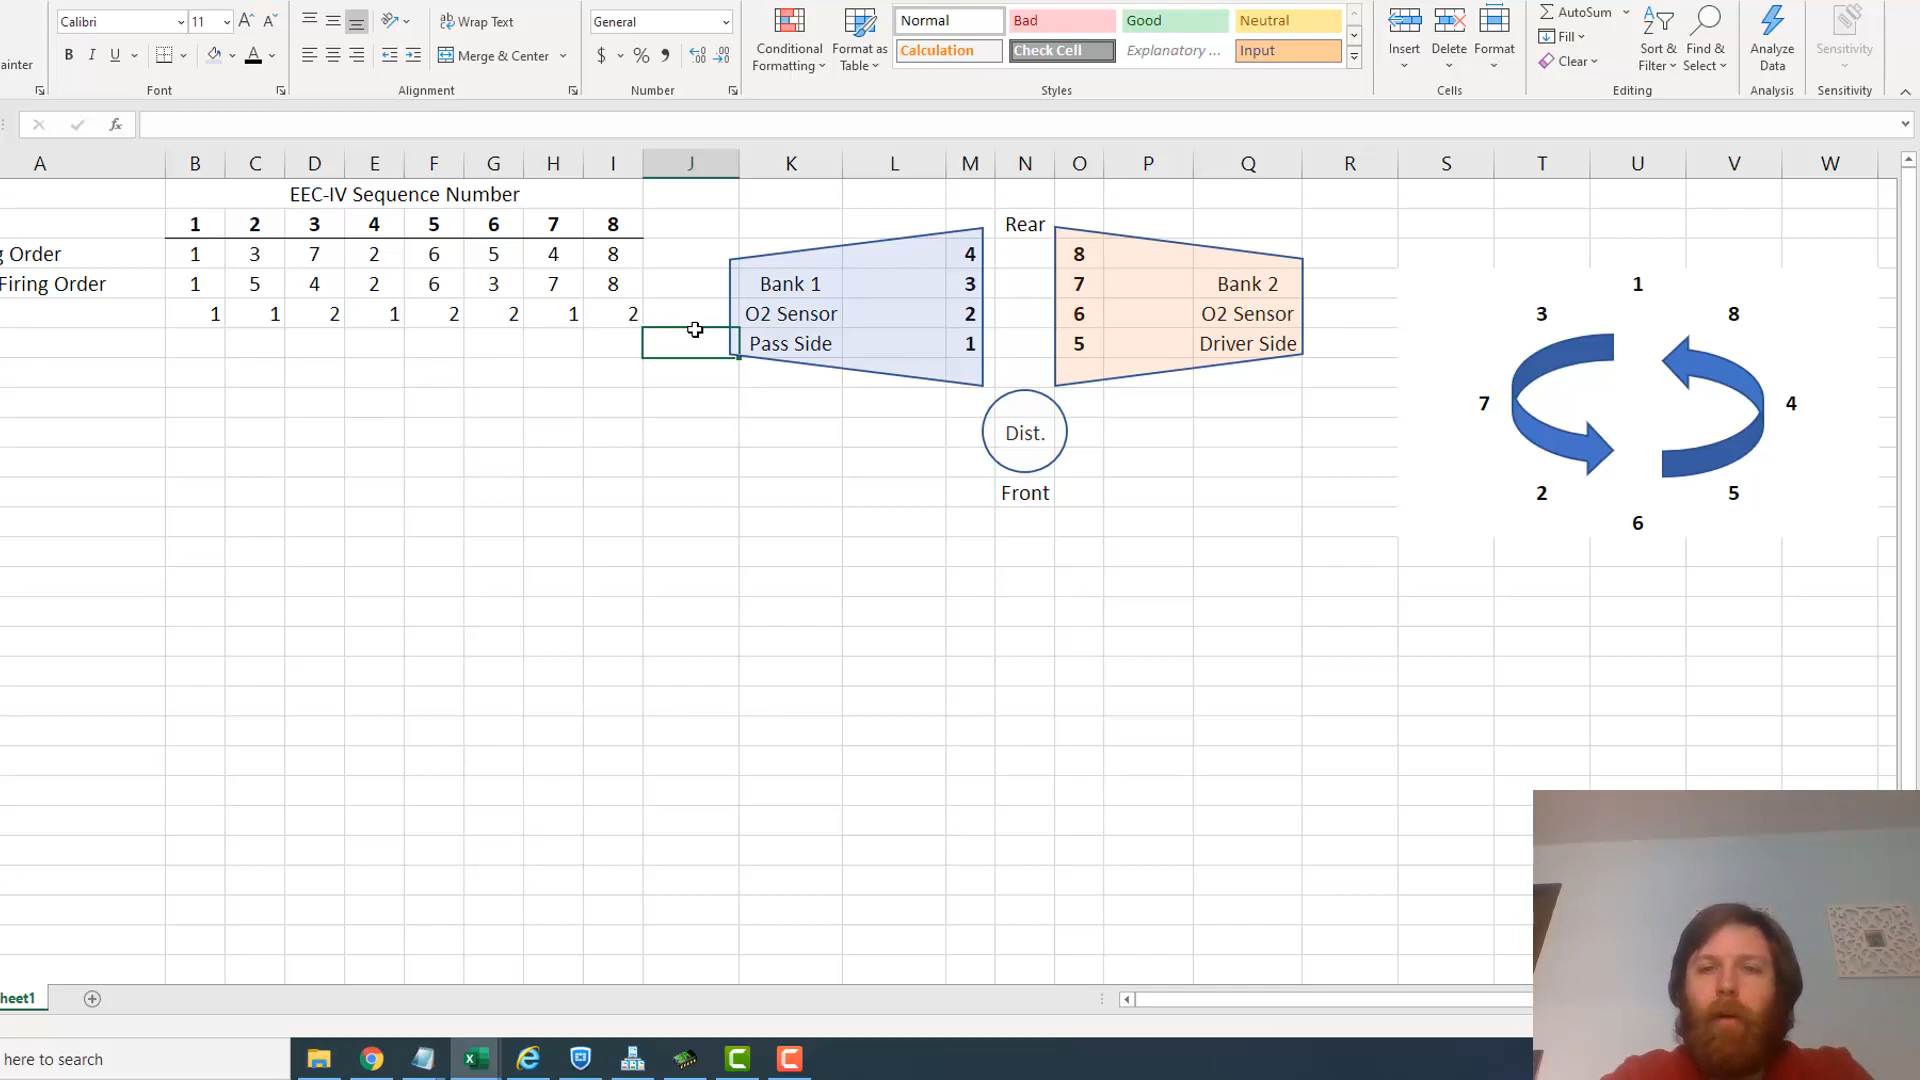 Calibri 11 A A Wrap Text General Normal Bad Good Neutral AutoSum
ainter B I U A Merge & Center $ % , Conditional Formatting Format as Table Calculation Check Cell Explanatory ... Input Insert Delete Format Fill Clear Sort & Filter Find & Select Analyze Data Sensitivity
Font Alignment Number Styles Cells Editing Analysis Sensitivity
fx
A B C D E F G H I J K L M N O P Q R S T U V W
EEC-IV Sequence Number
1 2 3 4 5 6 7 8 Rear
g Order 1 3 7 2 6 5 4 8 4 8
Firing Order 1 5 4 2 6 3 7 8 Bank 1 3 7 Bank 2 1
1 1 2 1 2 2 1 2 O2 Sensor 2 6 O2 Sensor 3 8
Pass Side 1 5 Driver Side
7 4
Dist.
Front 2 5
6
heet1
here to search